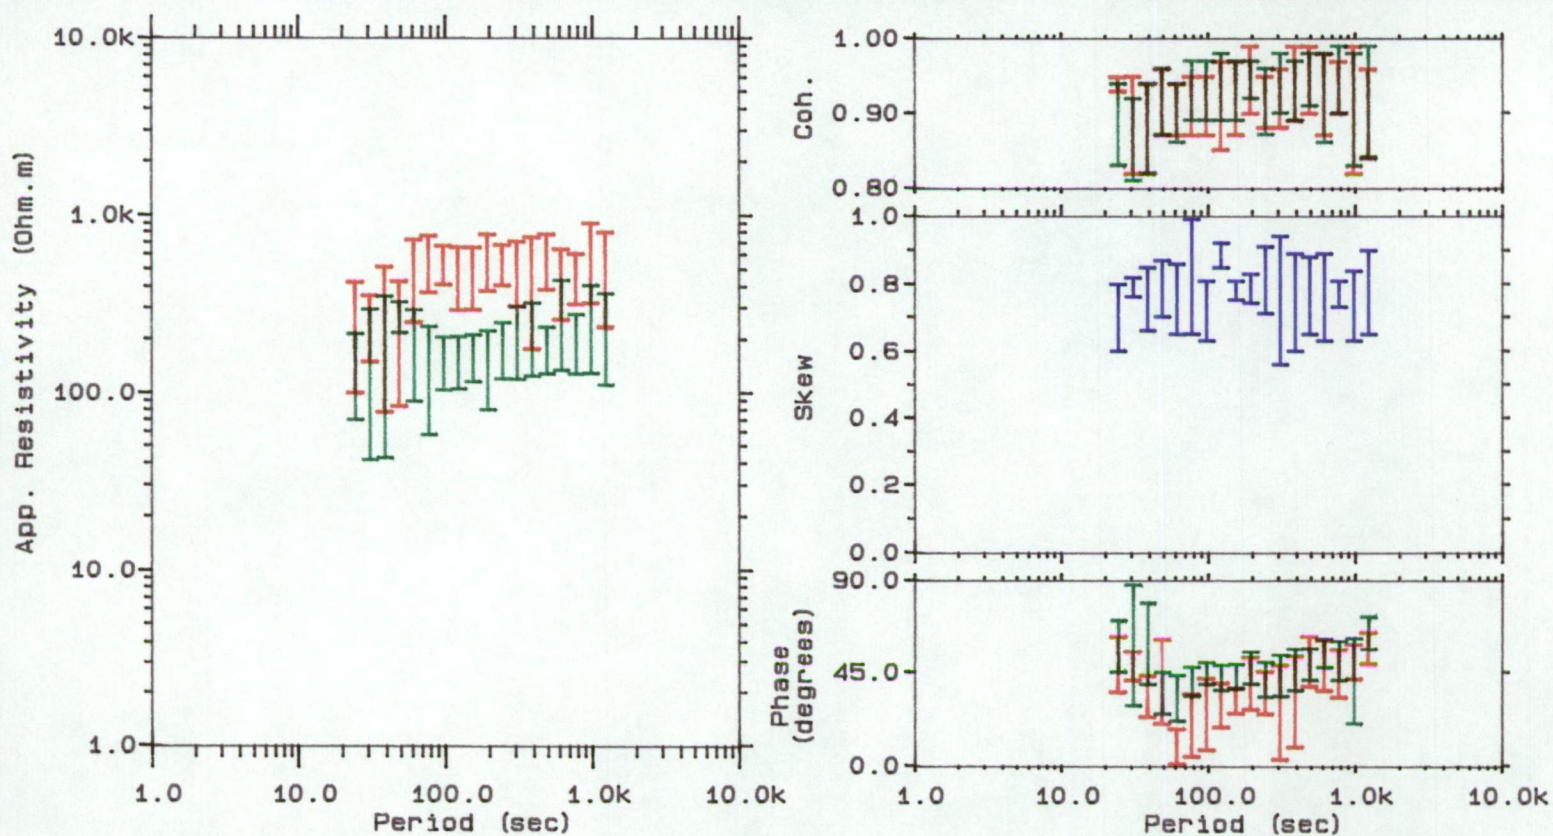 App. Resistivity (Ohm.m)
10.0k
1.0k
100.0
10.0
1.0
1.0 10.0 100.0 1.0k 10.0k
Period (sec)
Coh.
1.00
0.90
0.80
Skew
1.0
0.8
0.6
0.4
0.2
0.0
Phase
(degrees)
90.0
45.0
0.0
1.0 10.0 100.0 1.0k 10.0k
Period (sec)